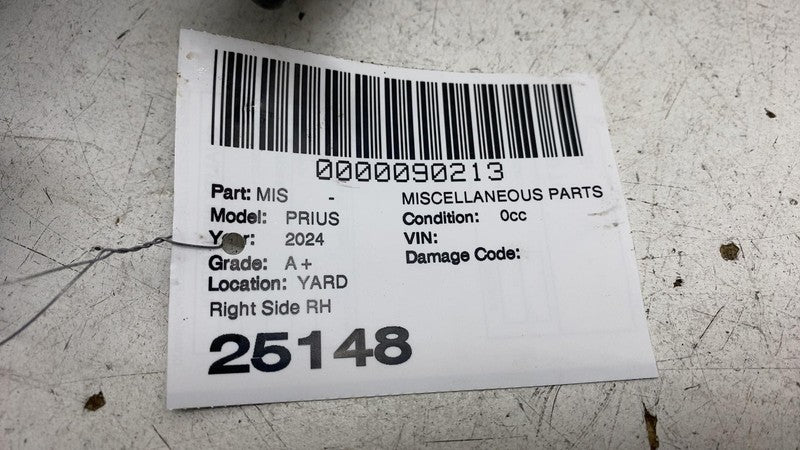 0000090213
Part: MIS - MISCELLANEOUS PARTS
Model: PRIUS Condition: 0cc
Year: 2024 VIN:
Grade: A+ Damage Code:
Location: YARD
Right Side RH
25148